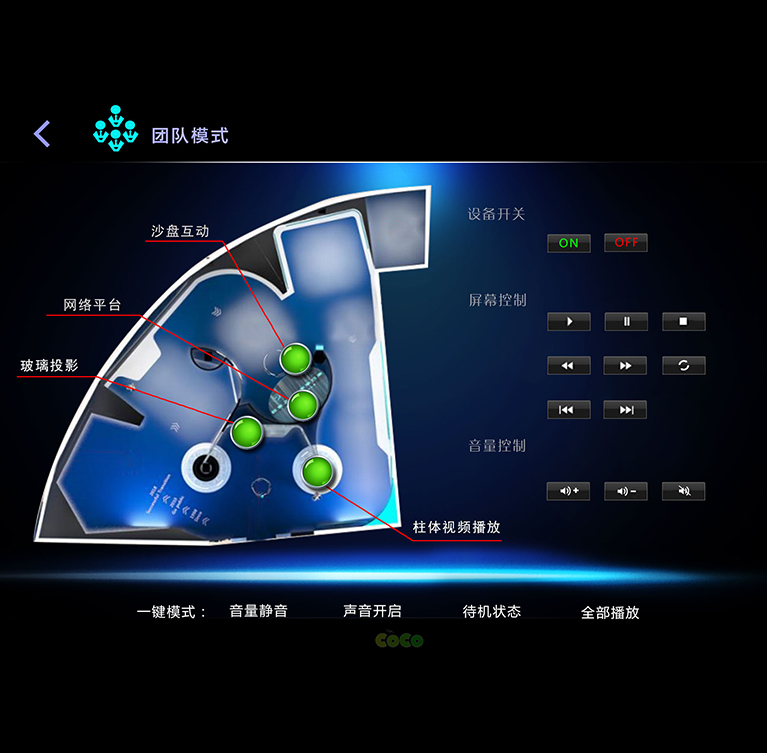 团队模式
设备开关
沙盘互动
ON OFF
网络平台
屏幕控制
玻璃投影
音量控制
柱体视频播放
一键模式： 音量静音 声音开启 待机状态 全部播放
CoCo